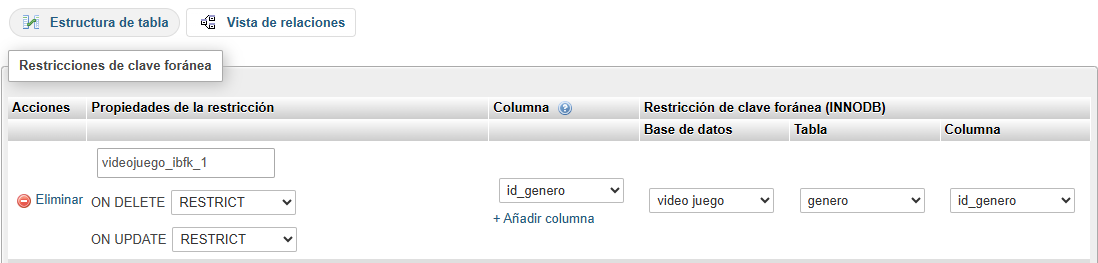 Estructura de tabla Vista de relaciones
Restricciones de clave foránea
Acciones Propiedades de la restricción Columna Restricción de clave foránea (INNODB)
Base de datos Tabla Columna
videojuego_ibfk_1
Eliminar ON DELETE RESTRICT id_genero video juego genero id_genero
+ Añadir columna
ON UPDATE RESTRICT